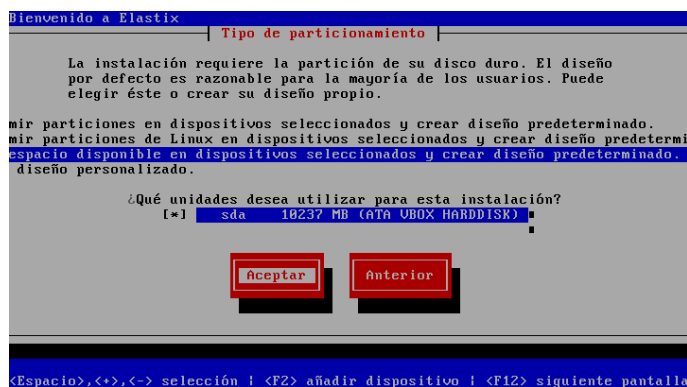 Bienvenido a Elastix
Tipo de particionamiento
La instalación requiere la partición de su disco duro. El diseño
por defecto es razonable para la mayoría de los usuarios. Puede
elegir éste o crear su diseño propio.
mir particiones en dispositivos seleccionados y crear diseño predeterminado.
mir particiones de Linux en dispositivos seleccionados y crear diseño predetermi
espacio disponible en dispositivos seleccionados y crear diseño predeterminado.
diseño personalizado.
¿Qué unidades desea utilizar para esta instalación?
[*] sda 10237 MB (ATA VBOX HARDDISK)
Aceptar Anterior
<Espacio>,<+>,<-> selección | <F2> añadir dispositivo | <F12> siguiente pantalla